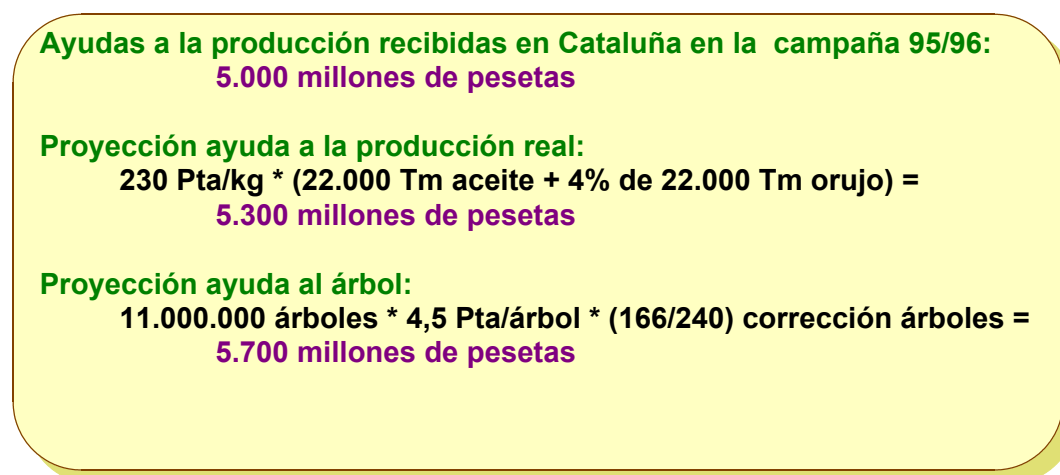 Ayudas a la producción recibidas en Cataluña en la campaña 95/96:
5.000 millones de pesetas
Proyección ayuda a la producción real:
230 Pta/kg * (22.000 Tm aceite + 4% de 22.000 Tm orujo) =
5.300 millones de pesetas
Proyección ayuda al árbol:
11.000.000 árboles * 4,5 Pta/árbol * (166/240) corrección árboles =
5.700 millones de pesetas